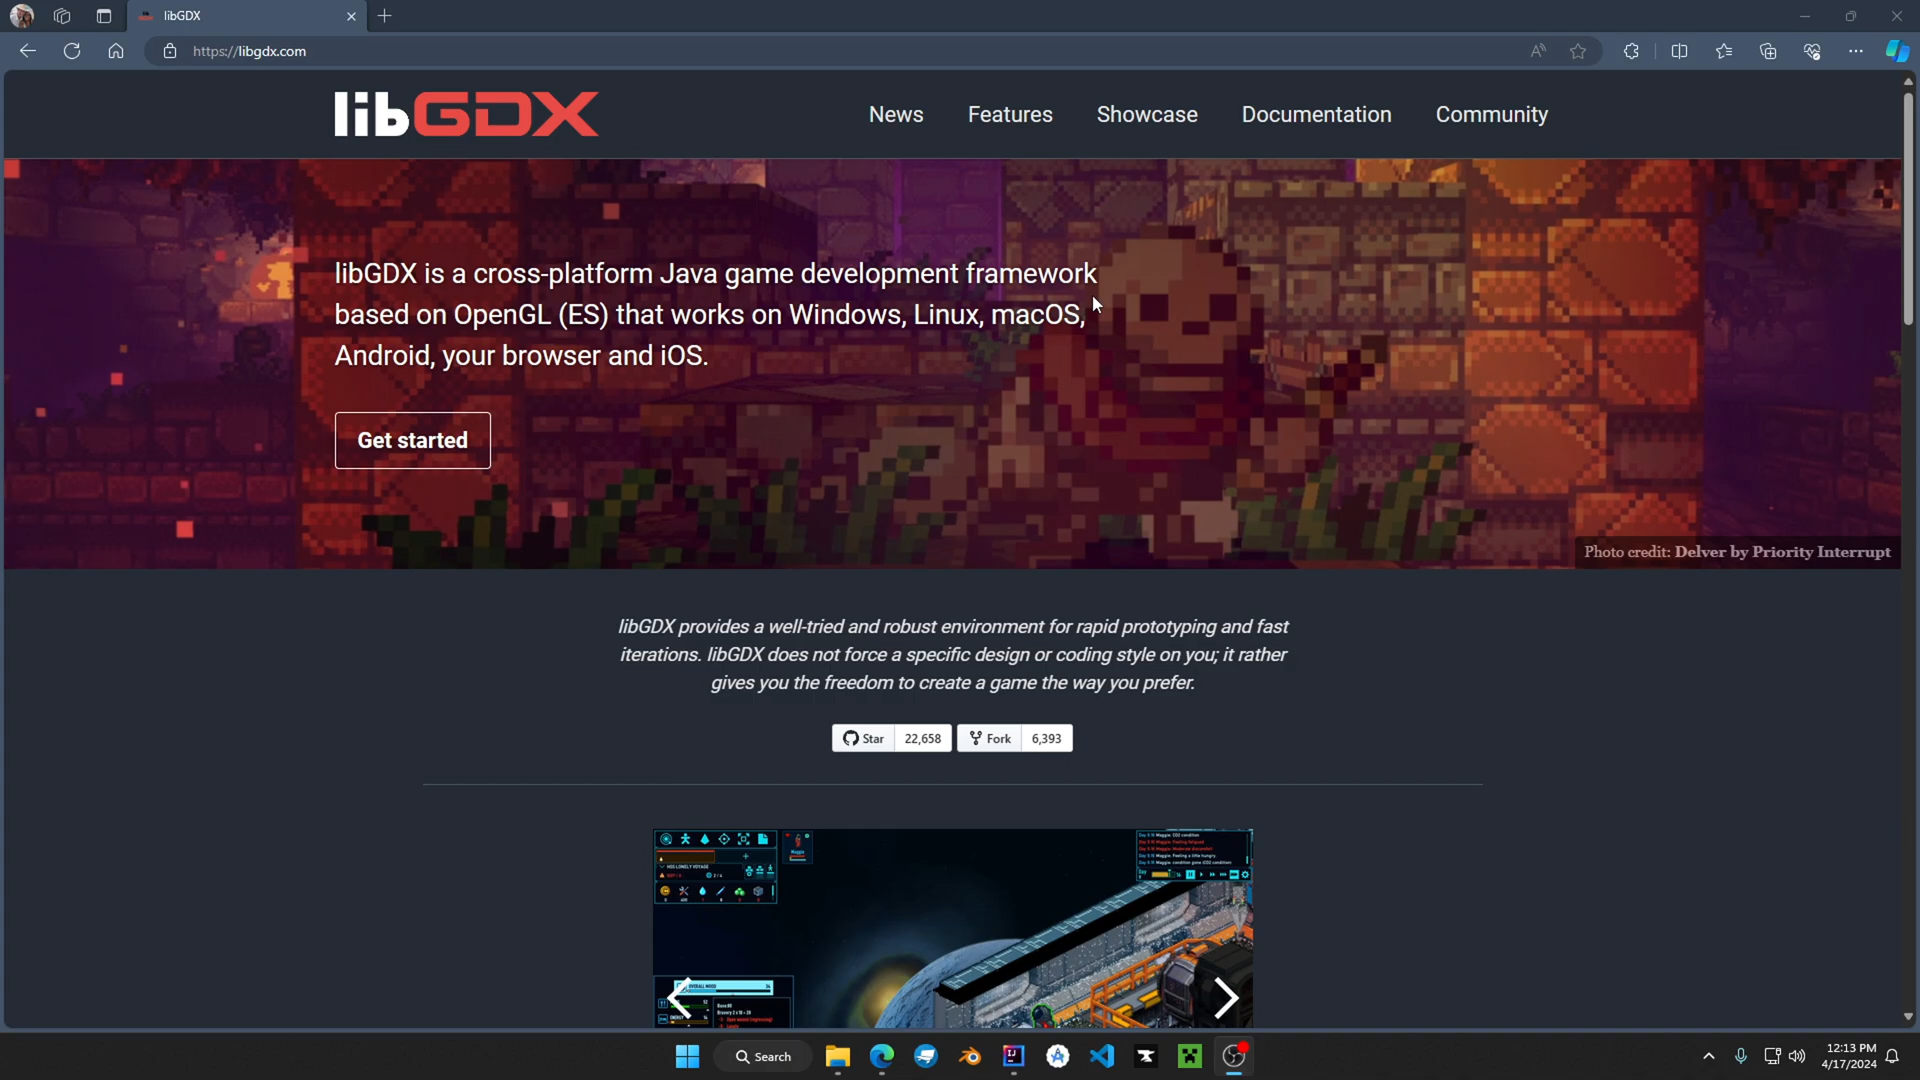 libGDX
https://libgdx.com
libGDX
News
Features
Showcase
Documentation
Community
libGDX is a cross-platform Java game development framework
based on OpenGL (ES) that works on Windows, Linux, macOS,
Android, your browser and iOS.
Get started
Photo credit: Delver by Priority Interrupt
libGDX provides a well-tried and robust environment for rapid prototyping and fast
iterations. libGDX does not force a specific design or coding style on you; it rather
gives you the freedom to create a game the way you prefer.
Star 22,658
Fork 6,393
Search
12:13 PM
4/17/2024